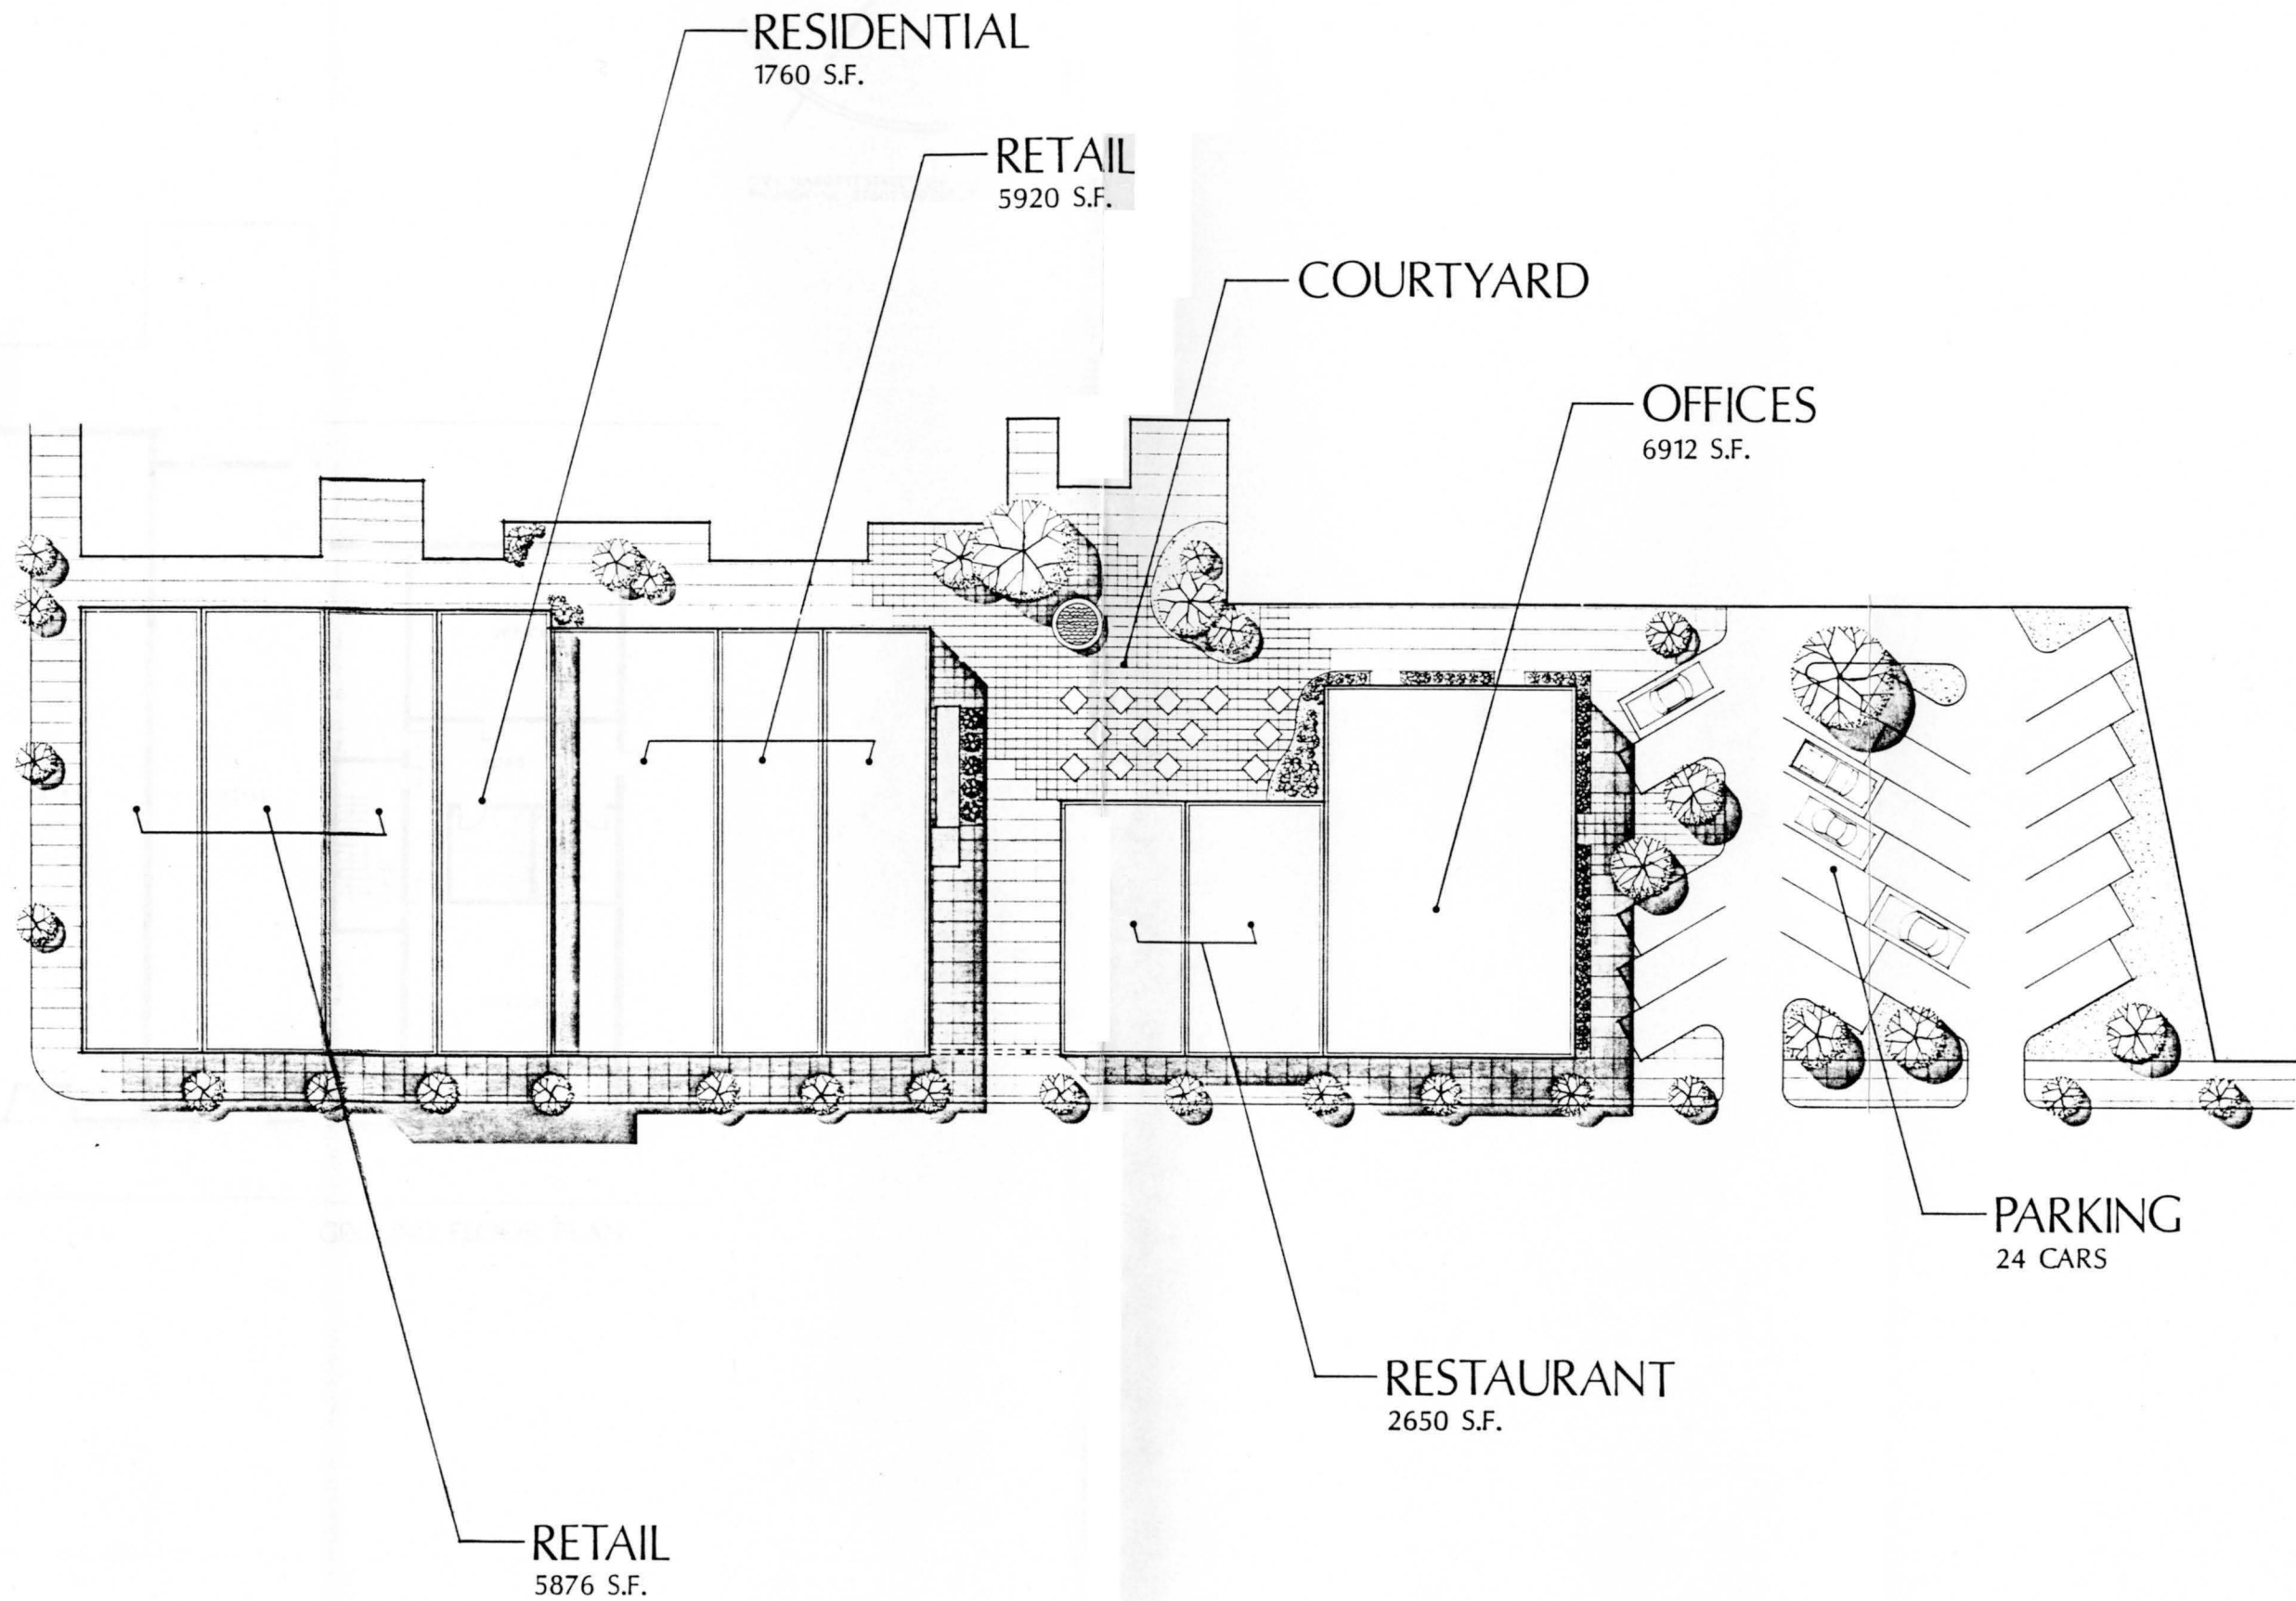 RESIDENTIAL
1760 S.F.
RETAIL
5920 S.F.
COURTYARD
OFFICES
6912 S.F.
PARKING
24 CARS
RESTAURANT
2650 S.F.
RETAIL
5876 S.F.